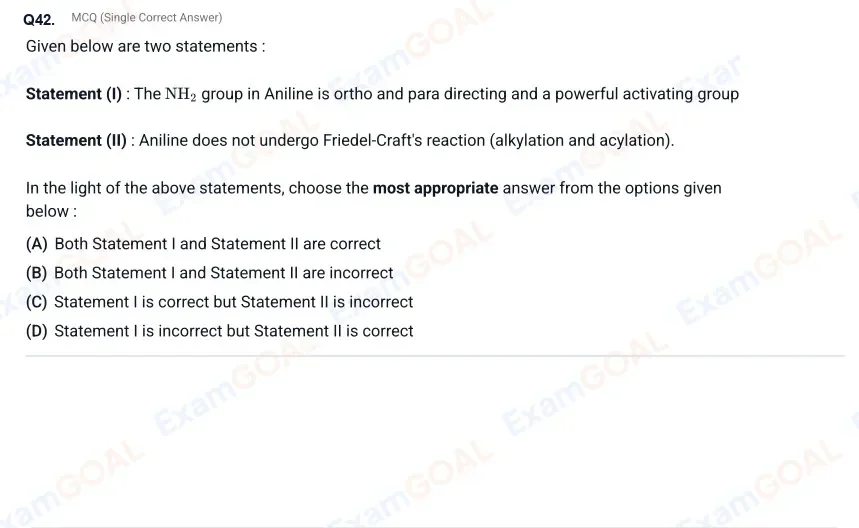 Q42. MCQ (Single Correct Answer)
Given below are two statements :
Statement (I) : The NH₂ group in Aniline is ortho and para directing and a powerful activating group
Statement (II) : Aniline does not undergo Friedel-Craft's reaction (alkylation and acylation).
In the light of the above statements, choose the most appropriate answer from the options given
below :
(A) Both Statement I and Statement II are correct
(B) Both Statement I and Statement II are incorrect
(C) Statement I is correct but Statement II is incorrect
(D) Statement I is incorrect but Statement II is correct
ExamGOAL